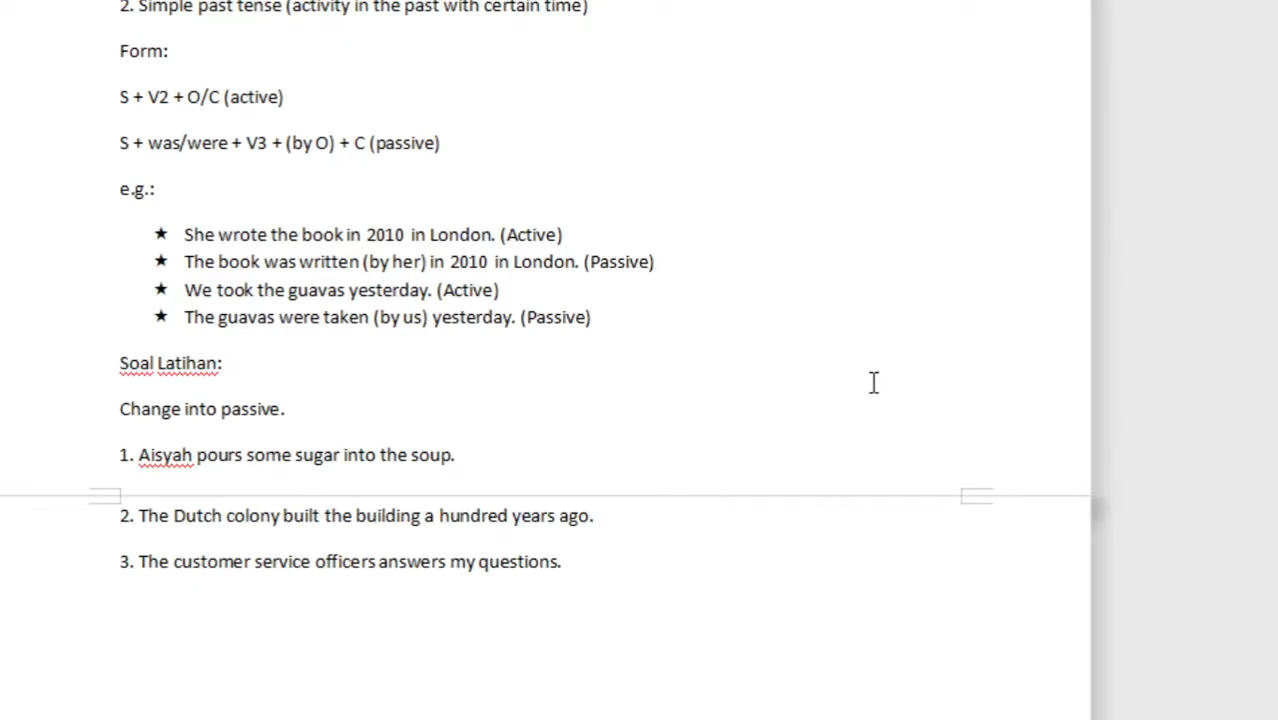 2. Simple past tense (activity in the past with certain time)
Form:
S + V2 + O/C (active)
S + was/were + V3 + (by O) + C (passive)
e.g.:
★ She wrote the book in 2010 in London. (Active)
★ The book was written (by her) in 2010 in London. (Passive)
★ We took the guavas yesterday. (Active)
★ The guavas were taken (by us) yesterday. (Passive)
Soal Latihan:
Change into passive.
1. Aisyah pours some sugar into the soup.
2. The Dutch colony built the building a hundred years ago.
3. The customer service officers answers my questions.